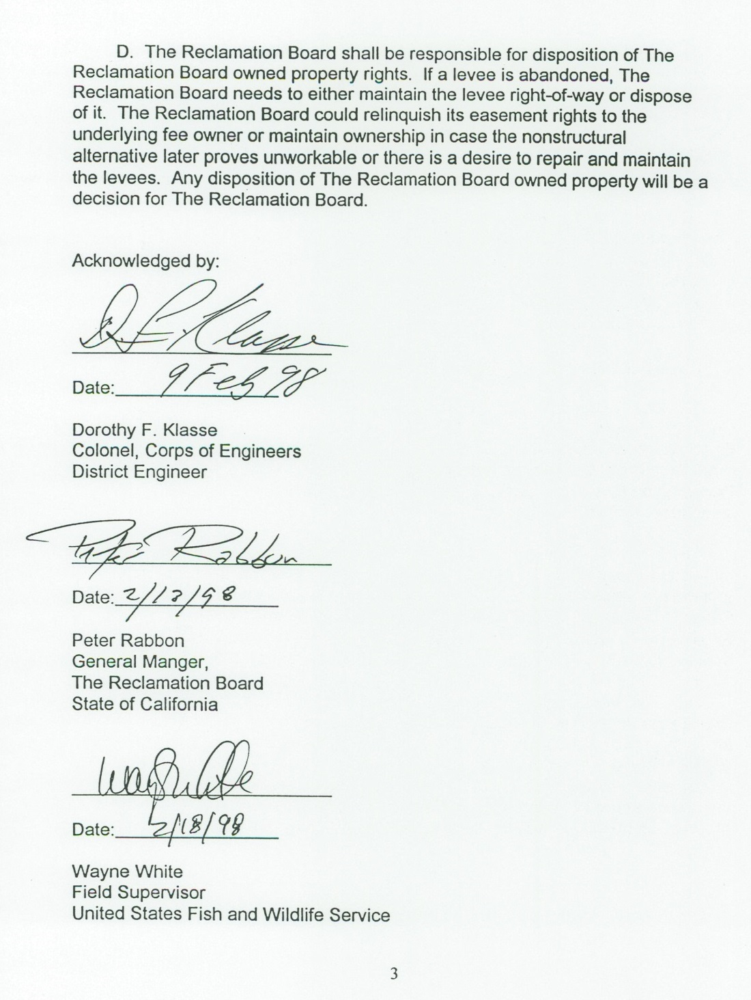 D. The Reclamation Board shall be responsible for disposition of The
Reclamation Board owned property rights. If a levee is abandoned, The
Reclamation Board needs to either maintain the levee right-of-way or dispose
of it. The Reclamation Board could relinquish its easement rights to the
underlying fee owner or maintain ownership in case the nonstructural
alternative later proves unworkable or there is a desire to repair and maintain
the levees. Any disposition of The Reclamation Board owned property will be a
decision for The Reclamation Board.
Acknowledged by:
D. F. Klasse
Date: 9 Feb 98
Dorothy F. Klasse
Colonel, Corps of Engineers
District Engineer
Peter Rabbon
Date: 2/13/98
Peter Rabbon
General Manger,
The Reclamation Board
State of California
Wayne White
Date: 2/18/98
Wayne White
Field Supervisor
United States Fish and Wildlife Service
3